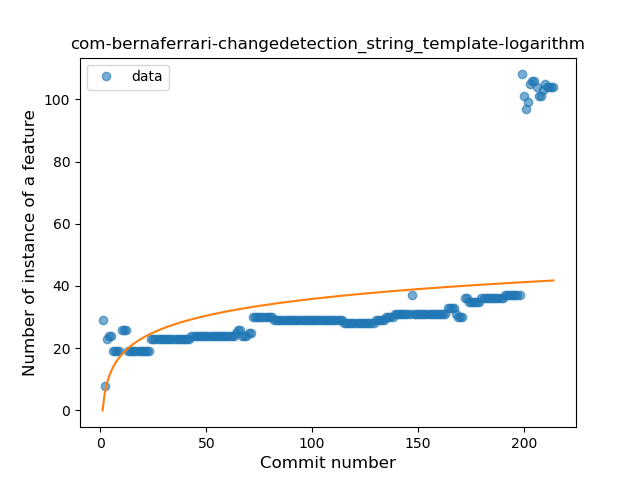 com-bernaferrari-changedetection_string_template-logarithm
data
Number of instance of a feature
100
80
60
40
20
0
0 50 100 150 200
Commit number